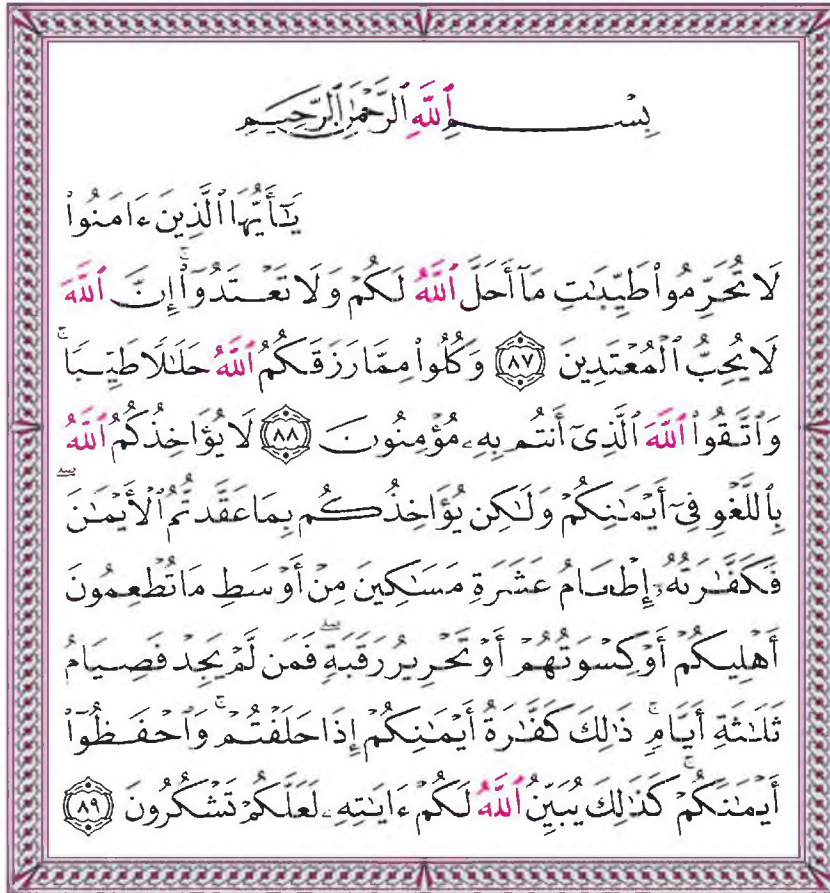 بِسْمِ ٱللَّهِ ٱلرَّحْمَٰنِ ٱلرَّحِيمِ
يَٰٓأَيُّهَا ٱلَّذِينَ ءَامَنُوا۟
لَا تُحَرِّمُوا۟ طَيِّبَٰتِ مَآ أَحَلَّ ٱللَّهُ لَكُمْ وَلَا تَعْتَدُوٓا۟ ۚ إِنَّ ٱللَّهَ
لَا يُحِبُّ ٱلْمُعْتَدِينَ ٨٧ وَكُلُوا۟ مِمَّا رَزَقَكُمُ ٱللَّهُ حَلَٰلًا طَيِّبًا ۚ
وَٱتَّقُوا۟ ٱللَّهَ ٱلَّذِىٓ أَنتُم بِهِۦ مُؤْمِنُونَ ٨٨ لَا يُؤَاخِذُكُمُ ٱللَّهُ
بِٱللَّغْوِ فِىٓ أَيْمَٰنِكُمْ وَلَٰكِن يُؤَاخِذُكُم بِمَا عَقَّدتُّمُ ٱلْأَيْمَٰنَ ۖ
فَكَفَّٰرَتُهُۥٓ إِطْعَامُ عَشَرَةِ مَسَٰكِينَ مِنْ أَوْسَطِ مَا تُطْعِمُونَ
أَهْلِيكُمْ أَوْ كِسْوَتُهُمْ أَوْ تَحْرِيرُ رَقَبَةٍ ۖ فَمَن لَّمْ يَجِدْ فَصِيَامُ
ثَلَٰثَةِ أَيَّامٍ ۚ ذَٰلِكَ كَفَّٰرَةُ أَيْمَٰنِكُمْ إِذَا حَلَفْتُمْ ۚ وَٱحْفَظُوٓا۟
أَيْمَٰنَكُمْ ۚ كَذَٰلِكَ يُبَيِّنُ ٱللَّهُ لَكُمْ ءَايَٰتِهِۦ لَعَلَّكُمْ تَشْكُرُونَ ٨٩